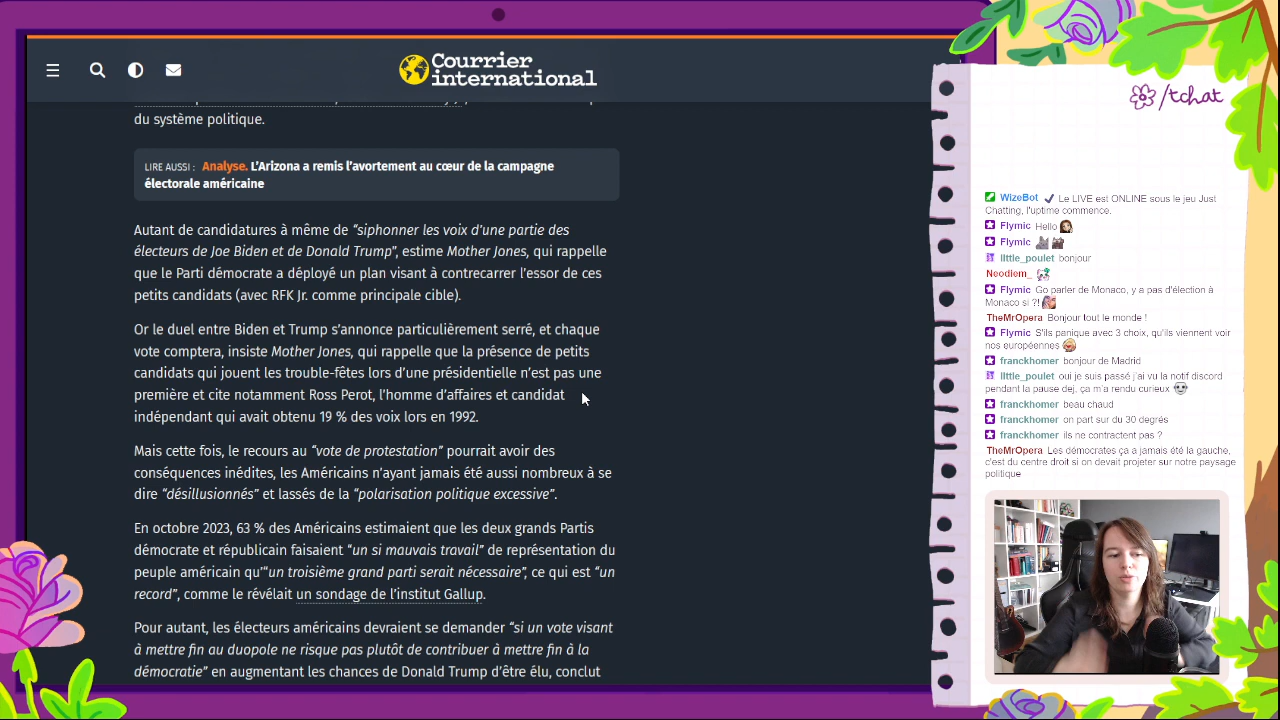 Courrier
international
du système politique.
LIRE AUSSI : Analyse. L’Arizona a remis l’avortement au cœur de la campagne
électorale américaine
Autant de candidatures à même de “siphonner les voix d’une partie des
électeurs de Joe Biden et de Donald Trump”, estime Mother Jones, qui rappelle
que le Parti démocrate a déployé un plan visant à contrecarrer l’essor de ces
petits candidats (avec RFK Jr. comme principale cible).
Or le duel entre Biden et Trump s’annonce particulièrement serré, et chaque
vote comptera, insiste Mother Jones, qui rappelle que la présence de petits
candidats qui jouent les trouble-fêtes lors d’une présidentielle n’est pas une
première et cite notamment Ross Perot, l’homme d’affaires et candidat
indépendant qui avait obtenu 19 % des voix lors en 1992.
Mais cette fois, le recours au “vote de protestation” pourrait avoir des
conséquences inédites, les Américains n’ayant jamais été aussi nombreux à se
dire “désillusionnés” et lassés de la “polarisation politique excessive”.
En octobre 2023, 63 % des Américains estimaient que les deux grands Partis
démocrate et républicain faisaient “un si mauvais travail” de représentation du
peuple américain qu’“un troisième grand parti serait nécessaire”, ce qui est “un
record”, comme le révélait un sondage de l’institut Gallup.
Pour autant, les électeurs américains devraient se demander “si un vote visant
à mettre fin au duopole ne risque pas plutôt de contribuer à mettre fin à la
démocratie” en augmentant les chances de Donald Trump d’être élu, conclut
/tchat
WizeBot Le LIVE est ONLINE sous le jeu Just
Chatting, l'uptime commence.
Flymic Hello
Flymic
little_poulet bonjour
Neodiem_
Flymic Go parler de Monaco, y a pas d'élection à
Monaco si ?!
TheMrOpera Bonjour tout le monde !
Flymic S'ils panique avec 3 choix, qu'ils viennent voir
nos européennes
franckhomer bonjour de Madrid
little_poulet oui je suis passé j'ai vu la notif discord
pendant la pause dej, ça m'a rendu curieux
franckhomer beau chaud
franckhomer on part sur du 30 degrés
franckhomer ils ne contractent pas ?
TheMrOpera Les démocrates ça a jamais été la gauche,
c'est du centre droit si on devait projeter sur notre paysage
politique